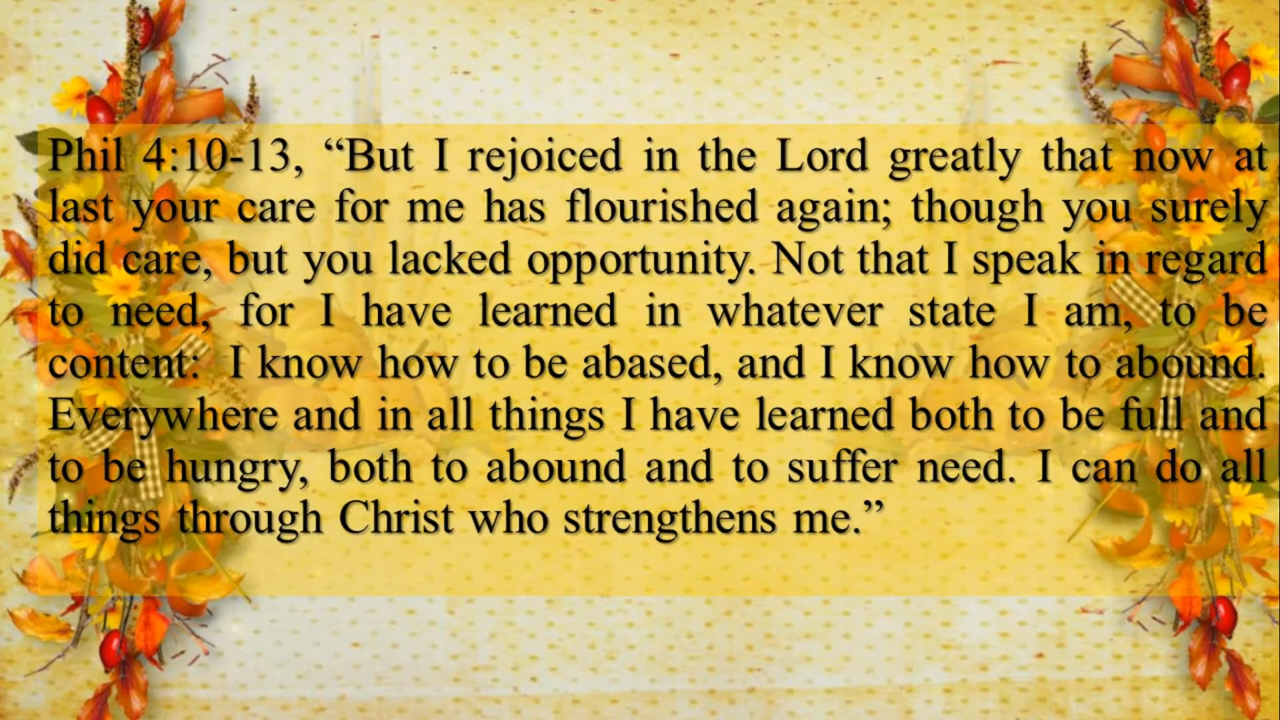 Phil 4:10-13, “But I rejoiced in the Lord greatly that now at
last your care for me has flourished again; though you surely
did care, but you lacked opportunity. Not that I speak in regard
to need, for I have learned in whatever state I am, to be
content:  I know how to be abased, and I know how to abound.
Everywhere and in all things I have learned both to be full and
to be hungry, both to abound and to suffer need. I can do all
things through Christ who strengthens me.”